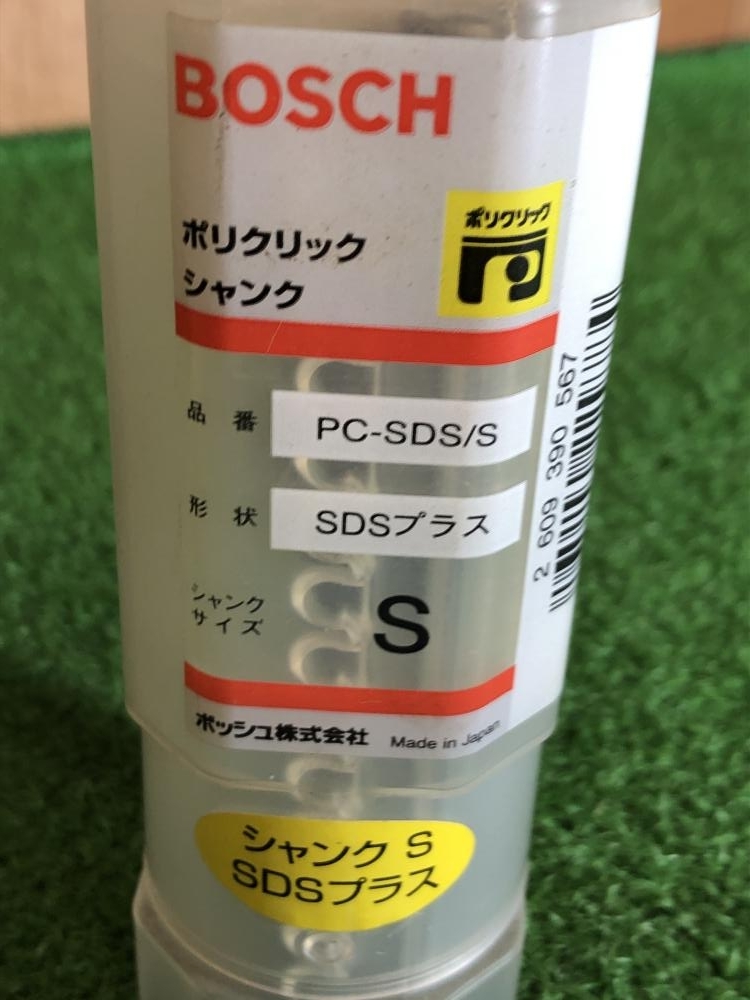 BOSCH
ポリクリック
シャンク
ポリクリック
品番
PC-SDS/S
形状
SDSプラス
シャンク
サイズ
S
2 609 390 567
ボッシュ株式会社 Made in Japan
シャンク S
SDSプラス